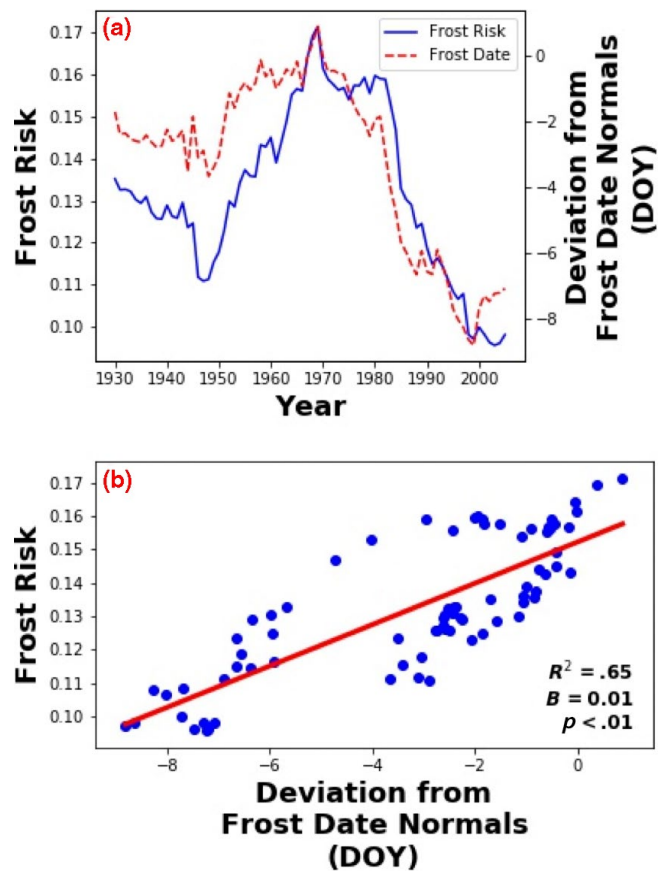 (a)
Frost Risk
Frost Date
0.17
0.16
0.15
0.14
0.13
0.12
0.11
0.10
Frost Risk
0
−2
−4
−6
−8
Deviation from
Frost Date Normals
(DOY)
1930 1940 1950 1960 1970 1980 1990 2000
Year
(b)
0.17
0.16
0.15
0.14
0.13
0.12
0.11
0.10
Frost Risk
R² = .65
B = 0.01
p < .01
−8 −6 −4 −2 0
Deviation from
Frost Date Normals
(DOY)